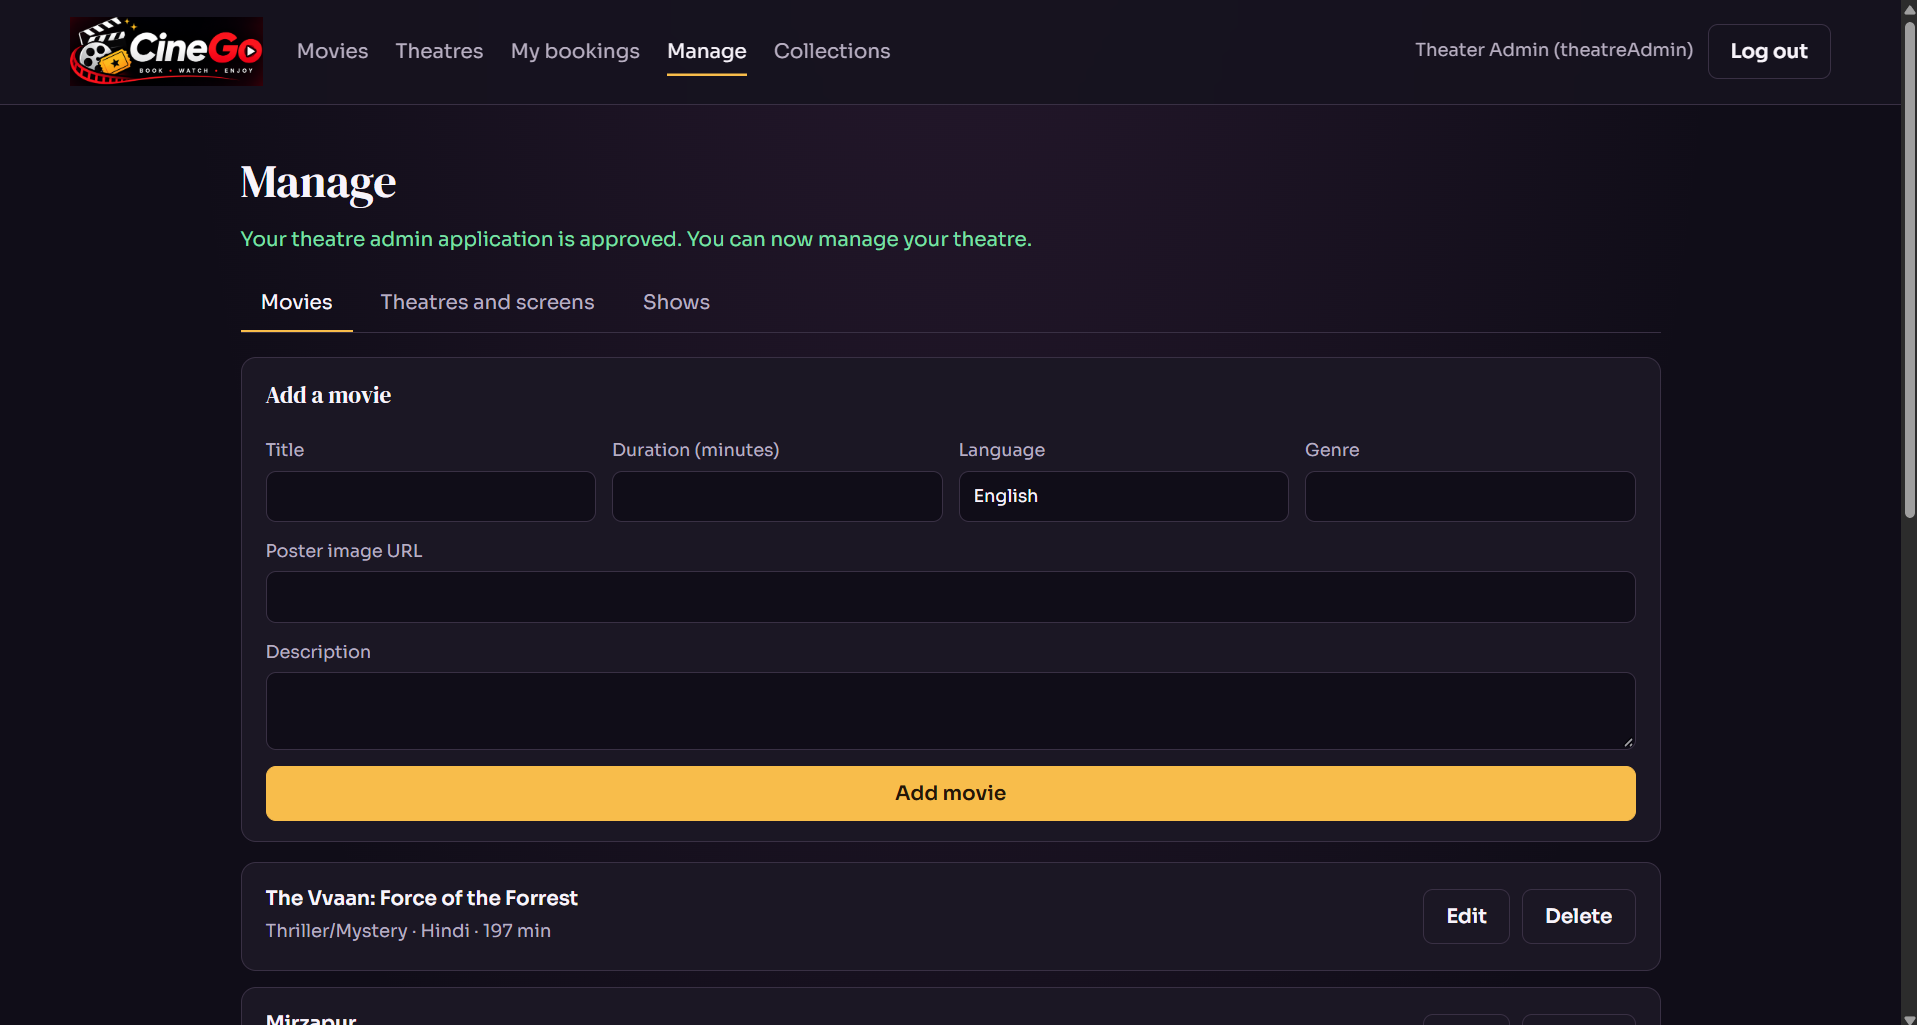 CineGo
BOOK · WATCH · ENJOY
Movies
Theatres
My bookings
Manage
Collections
Theater Admin (theatreAdmin)
Log out
Manage
Your theatre admin application is approved. You can now manage your theatre.
Movies
Theatres and screens
Shows
Add a movie
Title
Duration (minutes)
Language
Genre
English
Poster image URL
Description
Add movie
The Vvaan: Force of the Forrest
Thriller/Mystery · Hindi · 197 min
Edit
Delete
Mirzapur